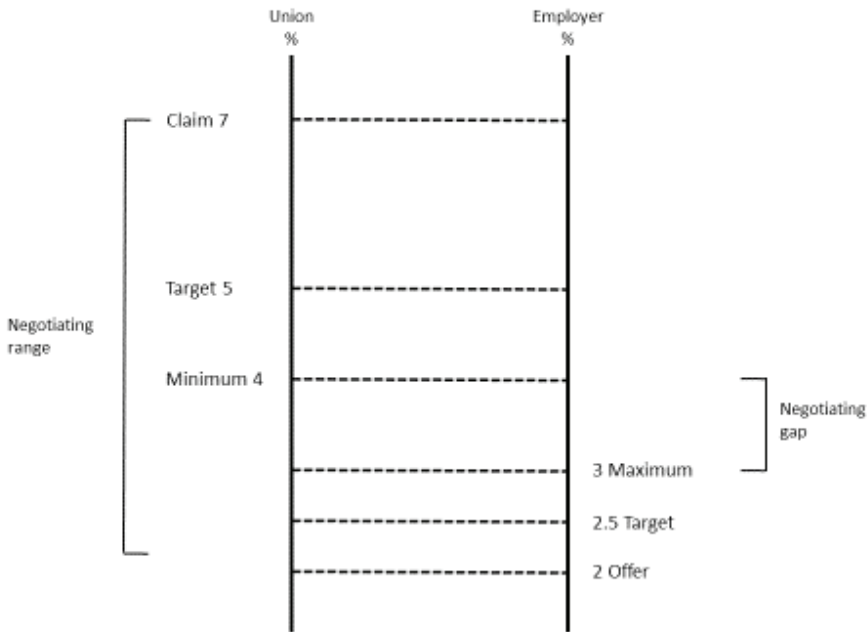 Union
%
Employer
%
Claim 7
Target 5
Negotiating
range
Minimum 4
Negotiating
gap
3 Maximum
2.5 Target
2 Offer